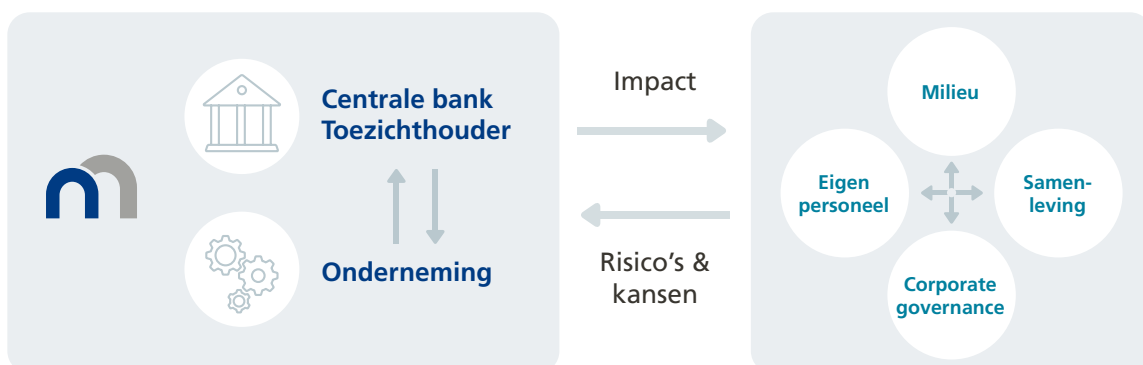 Centrale bank
Toezichthouder
Onderneming
Impact
Risico's &
kansen
Milieu
Eigen
personeel
Samen-
leving
Corporate
governance